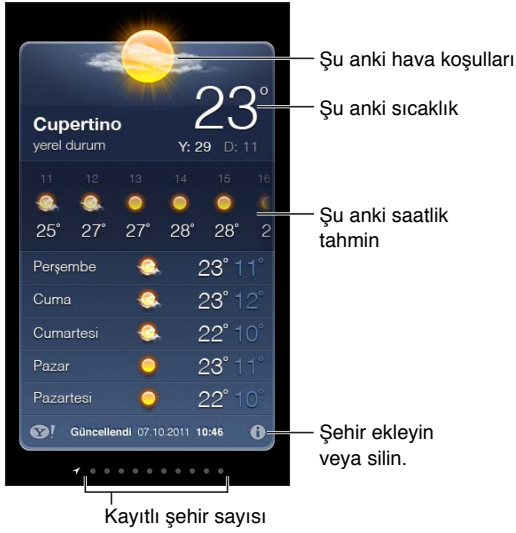 Şu anki hava koşulları
23°
Şu anki sıcaklık
Cupertino
yerel durum
Y: 29 D: 11
11 12 13 14 15 16
25° 27° 27° 28° 28° 2
Şu anki saatlik
tahmin
Perşembe 23° 11°
Cuma 23° 12°
Cumartesi 22° 10°
Pazar 23° 11°
Pazartesi 22° 10°
Y! Güncellendi 07.10.2011 10:46 i
Şehir ekleyin
veya silin.
Kayıtlı şehir sayısı